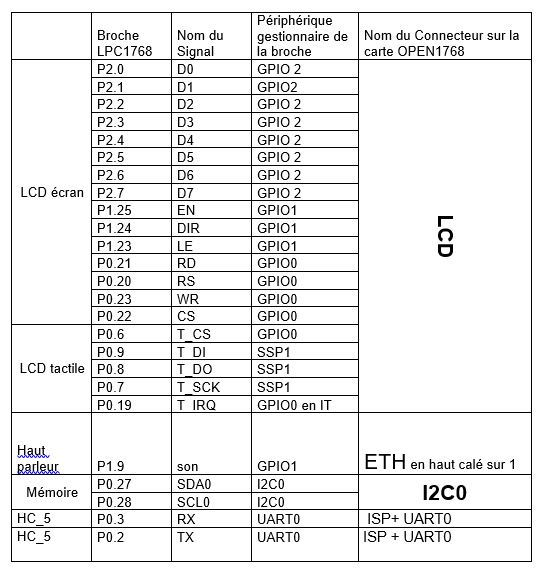 Broche LPC1768 Nom du Signal Périphérique gestionnaire de la broche Nom du Connecteur sur la carte OPEN1768
LCD écran P2.0 D0 GPIO 2 LCD
P2.1 D1 GPIO2
P2.2 D2 GPIO 2
P2.3 D3 GPIO 2
P2.4 D4 GPIO 2
P2.5 D5 GPIO 2
P2.6 D6 GPIO 2
P2.7 D7 GPIO 2
P1.25 EN GPIO1
P1.24 DIR GPIO1
P1.23 LE GPIO1
P0.21 RD GPIO0
P0.20 RS GPIO0
P0.23 WR GPIO0
P0.22 CS GPIO0
LCD tactile P0.6 T_CS GPIO0
P0.9 T_DI SSP1
P0.8 T_DO SSP1
P0.7 T_SCK SSP1
P0.19 T_IRQ GPIO0 en IT
Haut parleur P1.9 son GPIO1 ETH en haut calé sur 1
Mémoire P0.27 SDA0 I2C0 I2C0
P0.28 SCL0 I2C0
HC_5 P0.3 RX UART0 ISP+ UART0
HC_5 P0.2 TX UART0 ISP + UART0